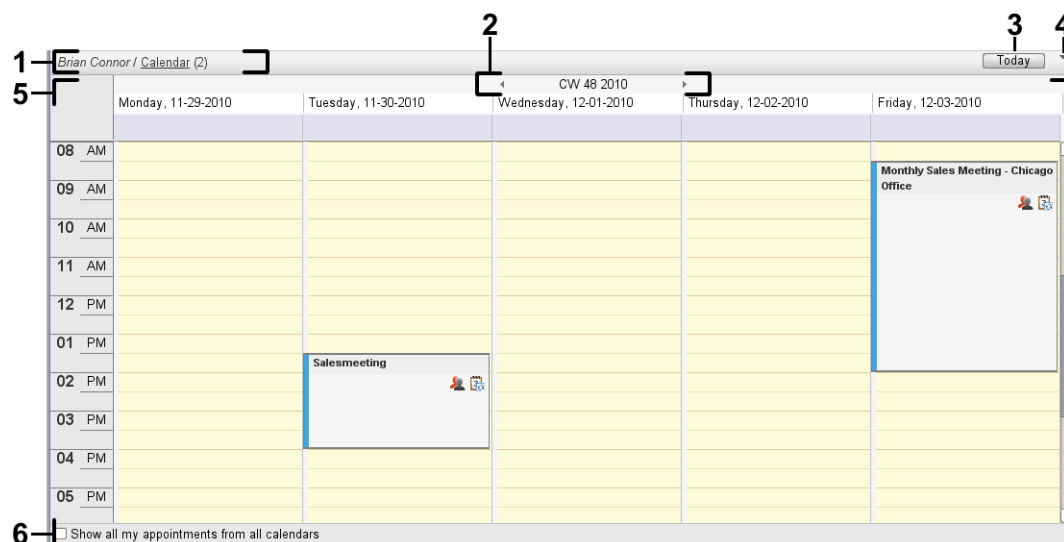 2
3
4
1
Brian Connor / Calendar (2)
Today
5
CW 48 2010
Monday, 11-29-2010
Tuesday, 11-30-2010
Wednesday, 12-01-2010
Thursday, 12-02-2010
Friday, 12-03-2010
08 AM
Monthly Sales Meeting - Chicago
Office
09 AM
10 AM
11 AM
12 PM
01 PM
Salesmeeting
02 PM
03 PM
04 PM
05 PM
6
Show all my appointments from all calendars